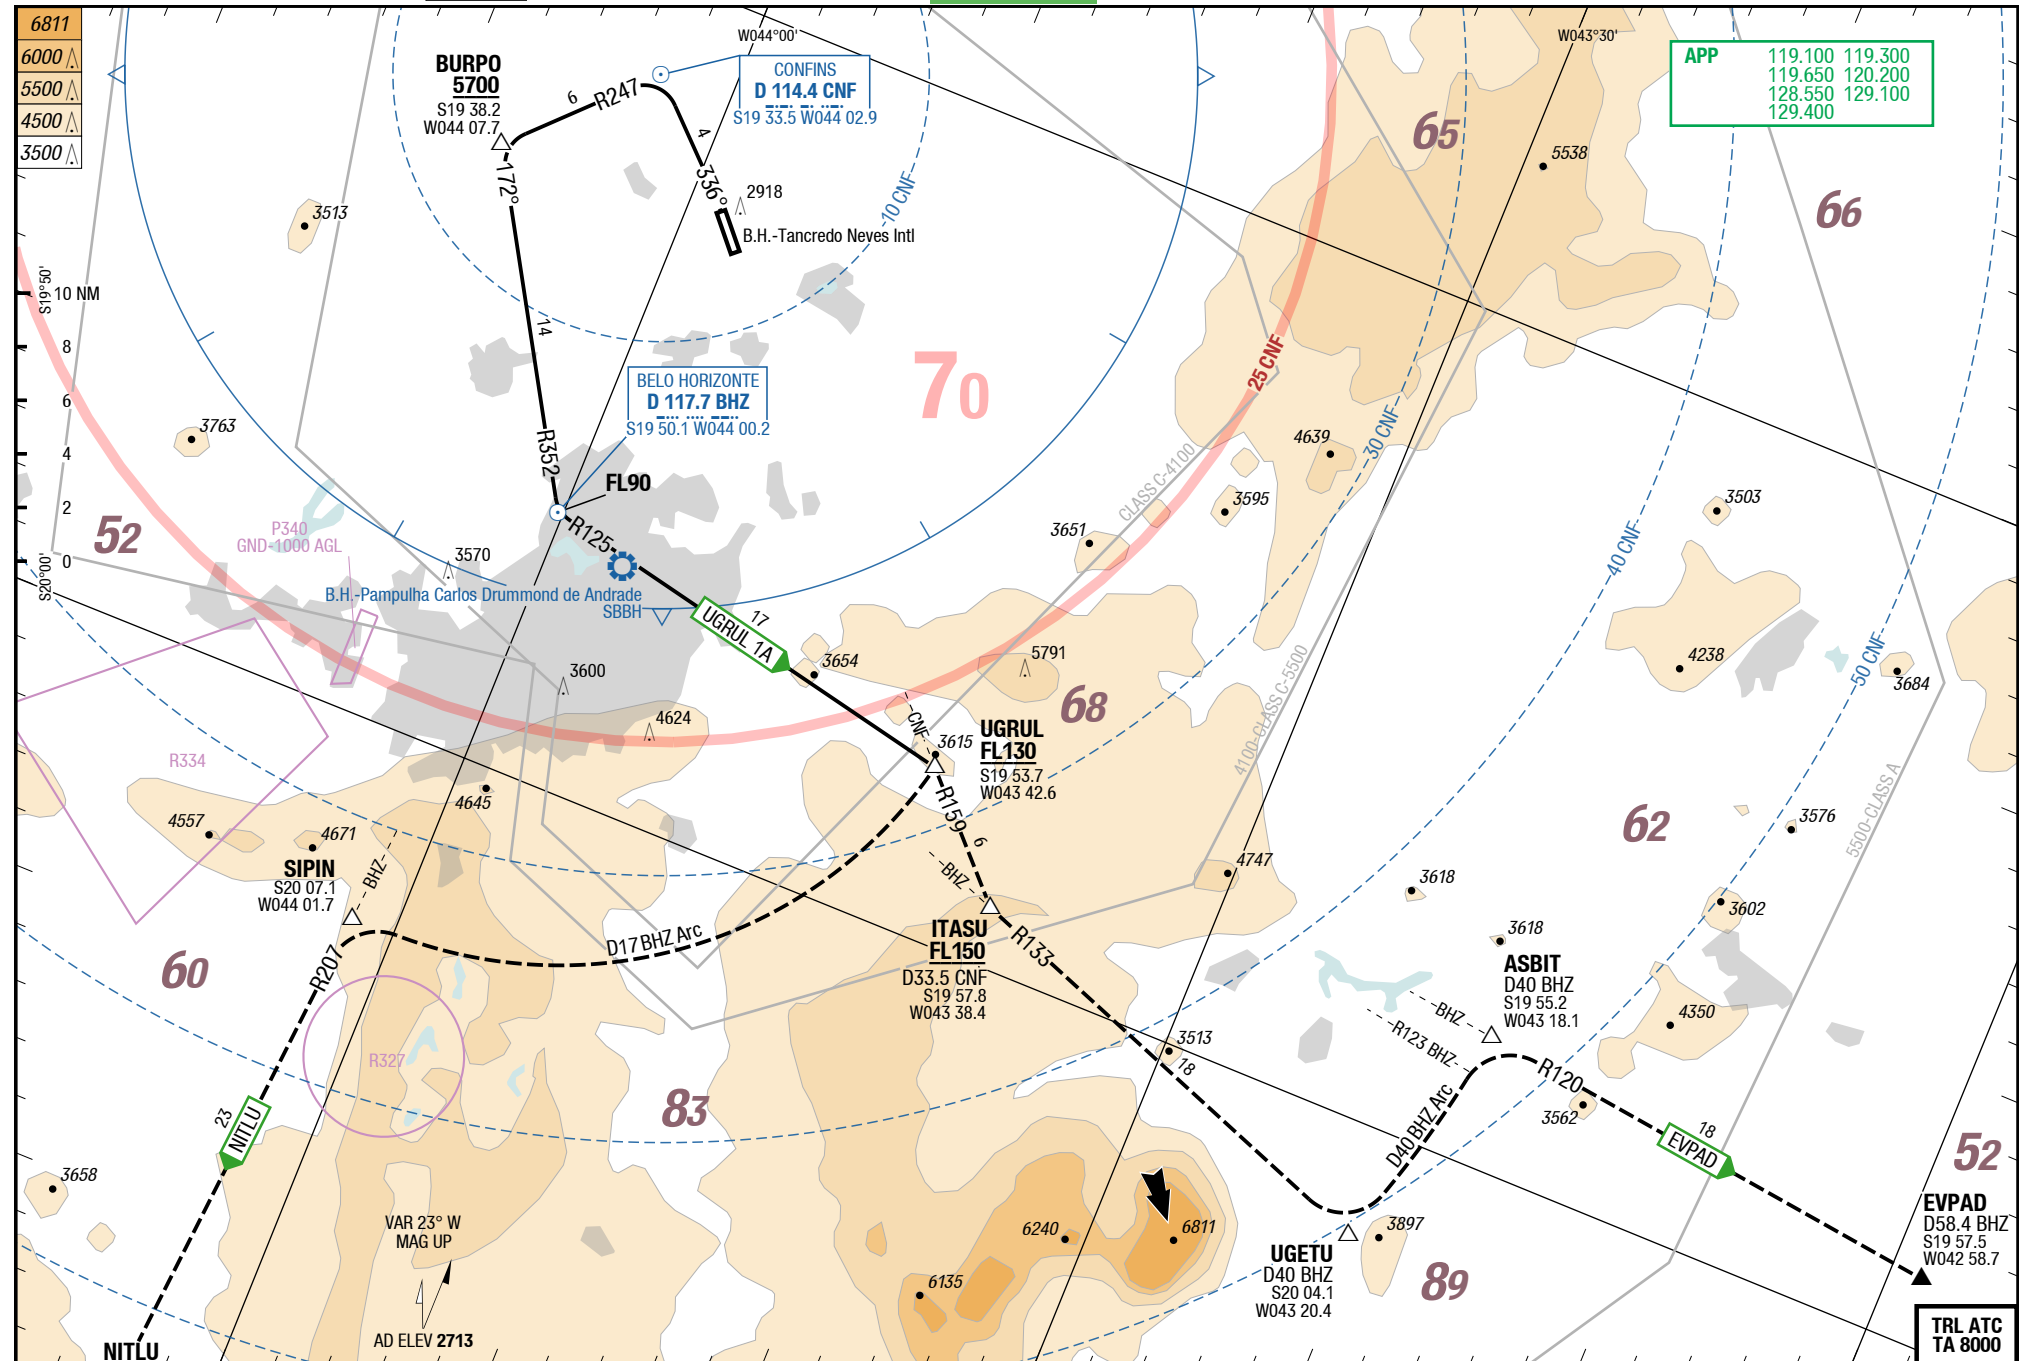 6811
6000
5500
4500
3500
BURPO
5700
S19 38.2
W044 07.7
6
R247
4
336°
172°
14
R352
CONFINS
D 114.4 CNF
S19 33.5 W044 02.9
W044°00'
W043°30'
APP
119.100 119.300
119.650 120.200
128.550 129.100
129.400
65
66
5538
3513
2918
B.H.-Tancredo Neves Intl
10 CNF
S19°50'
10 NM
8
6
4
2
0
S20°00'
70
25 CNF
30 CNF
40 CNF
50 CNF
BELO HORIZONTE
D 117.7 BHZ
S19 50.1 W044 00.2
3763
FL90
R125
52
P340
GND-1000 AGL
3570
B.H.-Pampulha Carlos Drummond de Andrade
SBBH
CLASS C-4100
4639
3595
3651
3503
17
UGRUL 1A
3654
5791
68
4238
3684
3600
4624
4100-CLASS C-5500
5500-CLASS A
CNF
3615
UGRUL
FL130
S19 53.7
W043 42.6
R334
4645
4557
4671
SIPIN
S20 07.1
W044 01.7
BHZ
R159
6
BHZ
62
3576
4747
3618
3602
3618
ITASU
FL150
D33.5 CNF
S19 57.8
W043 38.4
R133
D17 BHZ Arc
R207
60
ASBIT
D40 BHZ
S19 55.2
W043 18.1
BHZ
R123 BHZ
4350
3513
18
R327
83
23
NITLU
D40 BHZ Arc
R120
3562
18
EVPAD
52
3658
VAR 23° W
MAG UP
AD ELEV 2713
6240
6811
6135
3897
UGETU
D40 BHZ
S20 04.1
W043 20.4
89
EVPAD
D58.4 BHZ
S19 57.5
W042 58.7
NITLU
TRL ATC
TA 8000